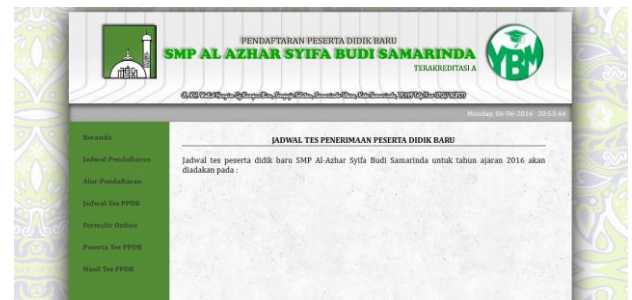 PENDAFTARAN PESERTA DIDIK BARU
SMP AL AZHAR SYIFA BUDI SAMARINDA
TERAKREDITASI A
YBM
Monday, 06-06-2016 20:53:44
Beranda
Jadwal Pendaftaran
Alur Pendaftaran
Jadwal Tes PPDB
Formulir Online
Peserta Tes PPDB
Hasil Tes PPDB
JADWAL TES PENERIMAAN PESERTA DIDIK BARU
Jadwal tes peserta didik baru SMP Al-Azhar Syifa Budi Samarinda untuk tahun ajaran 2016 akan
diadakan pada :